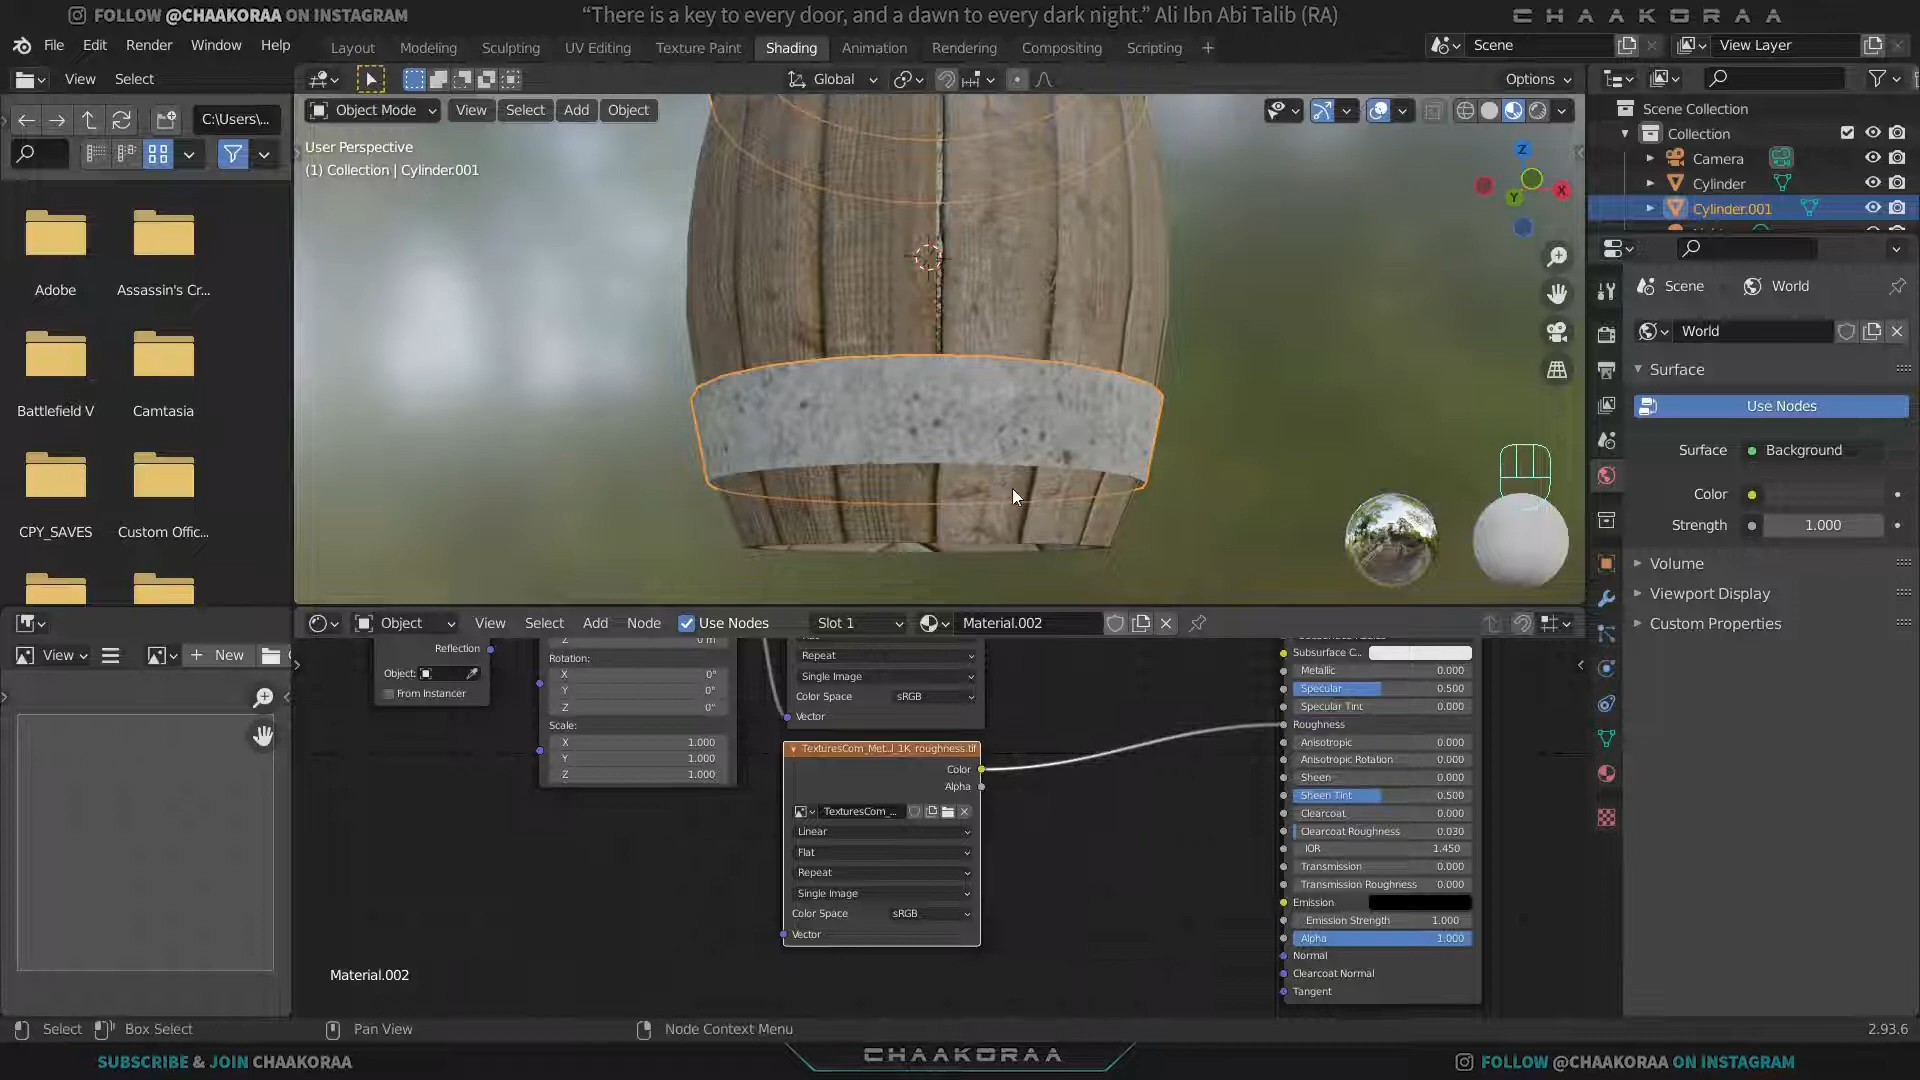 FOLLOW @CHAAKORAA ON INSTAGRAM
“There is a key to every door, and a dawn to every dark night.” Ali Ibn Abi Talib (RA)
CHAAKORAA
File Edit Render Window Help
Layout Modeling Sculpting UV Editing Texture Paint Shading Animation Rendering Compositing Scripting +
Scene
View Layer
View Select
Global
Options
C:\Users\...
Object Mode View Select Add Object
User Perspective
(1) Collection | Cylinder.001
Z
X
Y
Scene Collection
Collection
Camera
Cylinder
Cylinder.001
Adobe
Assassin's Cr...
Battlefield V
Camtasia
CPY_SAVES
Custom Offic...
Scene
World
World
Surface
Use Nodes
Surface Background
Color
Strength 1.000
Volume
Viewport Display
Custom Properties
View
New
Object View Select Add Node Use Nodes Slot 1 Material.002
Reflection
Object:
From Instancer
Z 0 m
Rotation:
X 0°
Y 0°
Z 0°
Scale:
X 1.000
Y 1.000
Z 1.000
Repeat
Single Image
Color Space sRGB
Vector
TexturesCom_Met...l_1K_roughness.tif
Color
Alpha
TexturesCom_...
Linear
Flat
Repeat
Single Image
Color Space sRGB
Vector
Subsurface C...
Metallic 0.000
Specular 0.500
Specular Tint 0.000
Roughness
Anisotropic 0.000
Anisotropic Rotation 0.000
Sheen 0.000
Sheen Tint 0.500
Clearcoat 0.000
Clearcoat Roughness 0.030
IOR 1.450
Transmission 0.000
Transmission Roughness 0.000
Emission
Emission Strength 1.000
Alpha 1.000
Normal
Clearcoat Normal
Tangent
Material.002
Select Box Select Pan View Node Context Menu
2.93.6
SUBSCRIBE & JOIN CHAAKORAA
CHAAKORAA
FOLLOW @CHAAKORAA ON INSTAGRAM